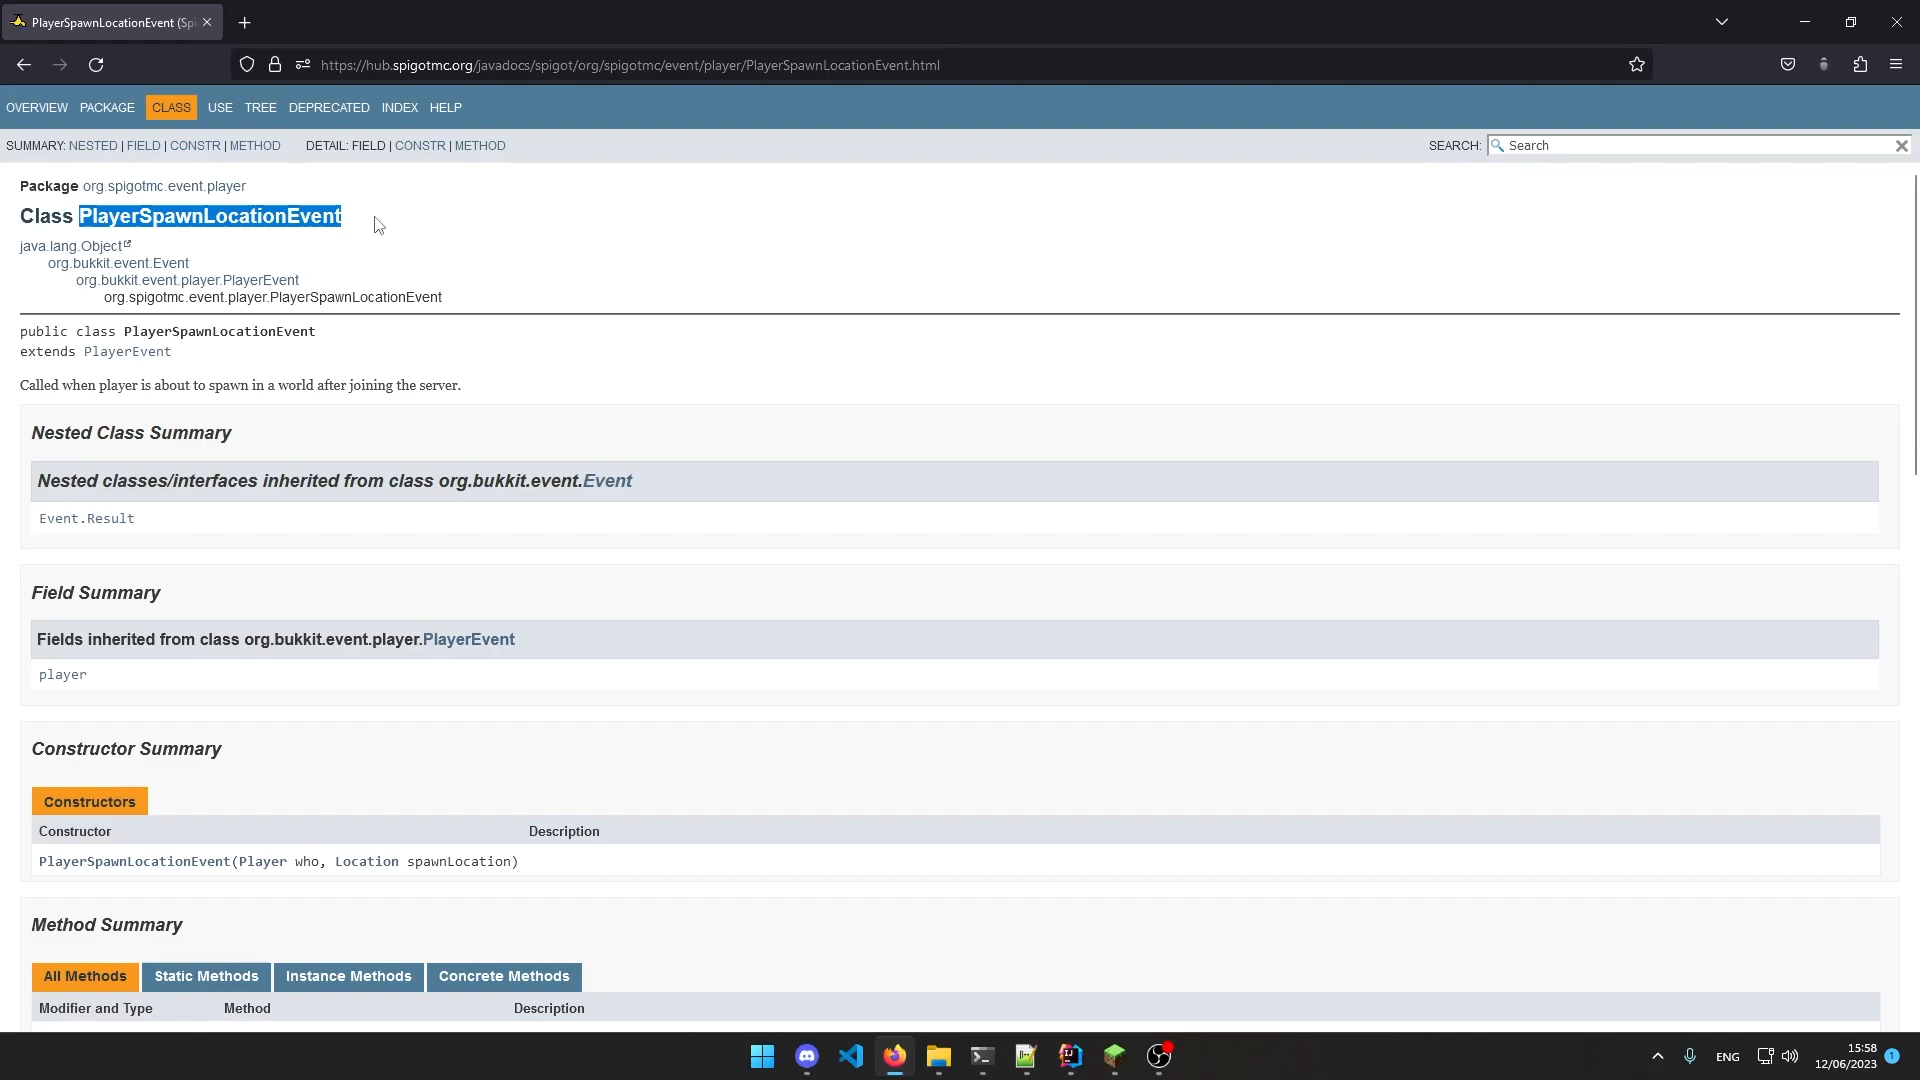 PlayerSpawnLocationEvent (Spi
https://hub.spigotmc.org/javadocs/spigot/org/spigotmc/event/player/PlayerSpawnLocationEvent.html
OVERVIEW PACKAGE CLASS USE TREE DEPRECATED INDEX HELP
SUMMARY: NESTED | FIELD | CONSTR | METHOD DETAIL: FIELD | CONSTR | METHOD SEARCH: Search
Package org.spigotmc.event.player
Class PlayerSpawnLocationEvent
java.lang.Object
org.bukkit.event.Event
org.bukkit.event.player.PlayerEvent
org.spigotmc.event.player.PlayerSpawnLocationEvent
public class PlayerSpawnLocationEvent
extends PlayerEvent
Called when player is about to spawn in a world after joining the server.
Nested Class Summary
Nested classes/interfaces inherited from class org.bukkit.event.Event
Event.Result
Field Summary
Fields inherited from class org.bukkit.event.player.PlayerEvent
player
Constructor Summary
Constructors
Constructor Description
PlayerSpawnLocationEvent(Player who, Location spawnLocation)
Method Summary
All Methods Static Methods Instance Methods Concrete Methods
Modifier and Type Method Description
ENG 15:58
12/06/2023 1